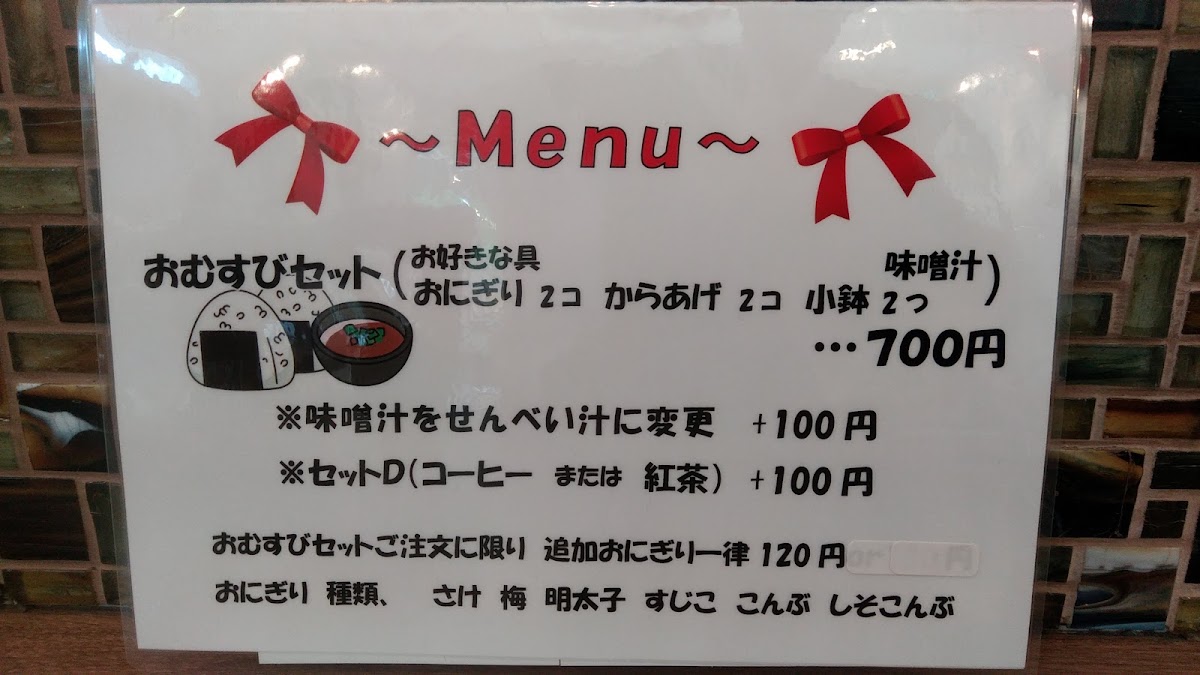 ～Menu～
おむすびセット（お好きな具 味噌汁）
おにぎり 2コ からあげ 2コ 小鉢 2つ
…700円
※味噌汁をせんべい汁に変更 +100円
※セットD（コーヒー または 紅茶） +100円
おむすびセットご注文に限り 追加おにぎり一律 120円
おにぎり 種類、 さけ 梅 明太子 すじこ こんぶ しそこんぶ